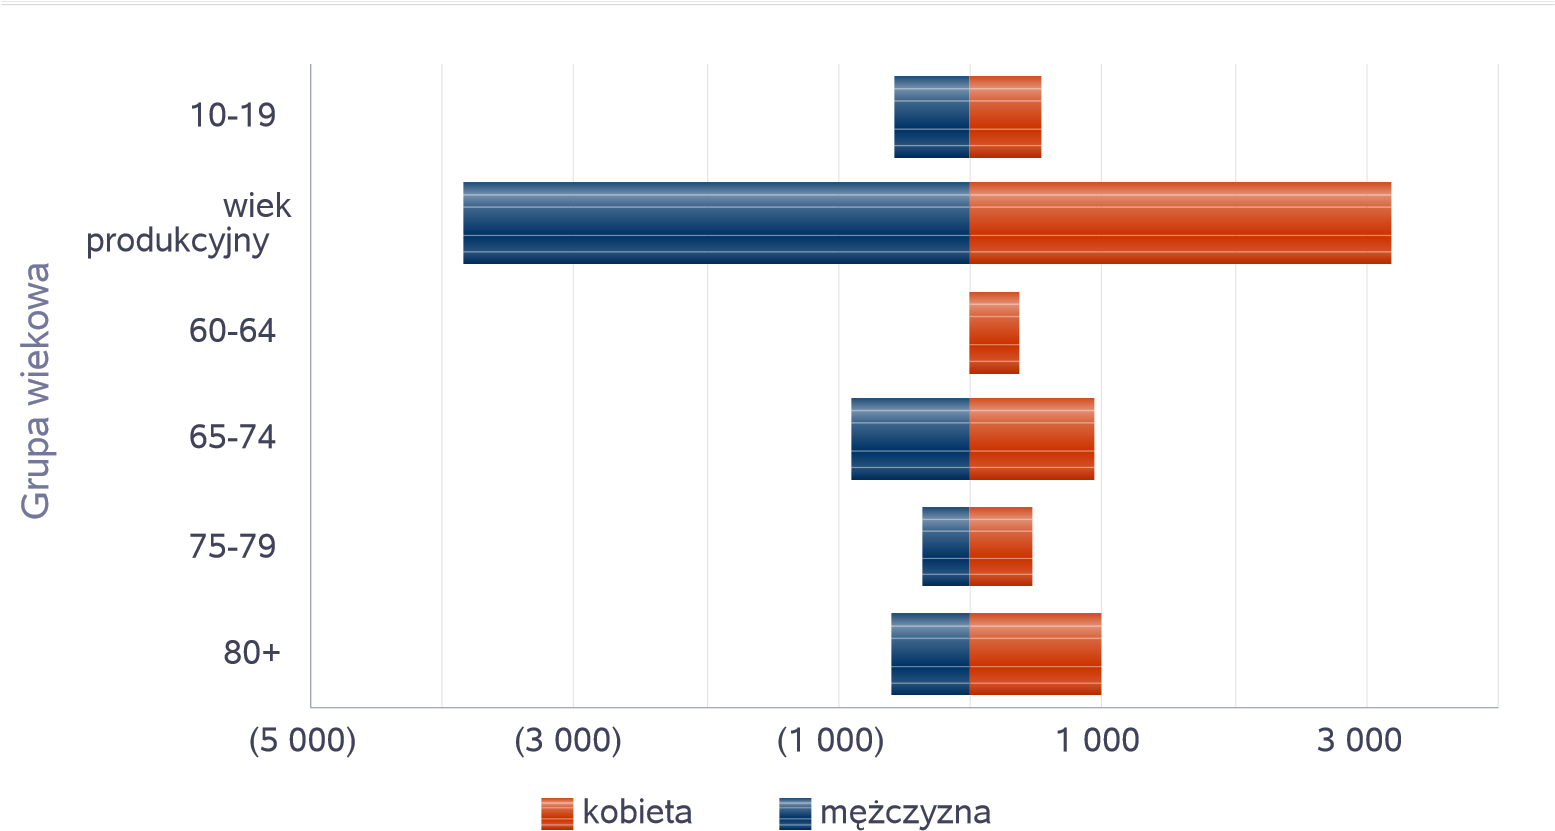 Grupa wiekowa
10-19
wiek
produkcyjny
60-64
65-74
75-79
80+
(5 000) (3 000) (1 000) 1 000 3 000
kobieta mężczyzna